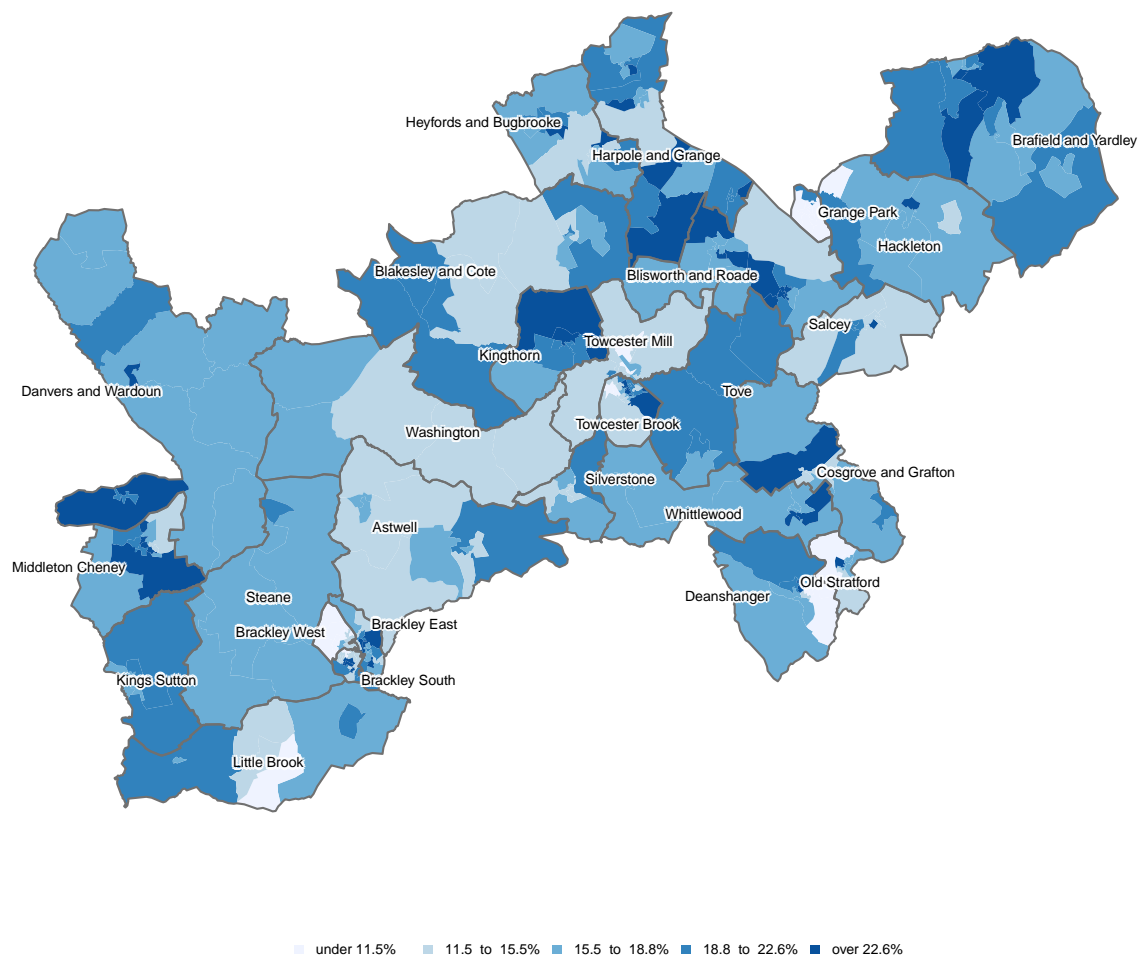 Heyfords and Bugbrooke
Brafield and Yardley
Harpole and Grange
Grange Park
Hackleton
Blakesley and Cote
Blisworth and Roade
Salcey
Towcester Mill
Kingthorn
Danvers and Wardoun
Tove
Towcester Brook
Washington
Cosgrove and Grafton
Silverstone
Whittlewood
Astwell
Middleton Cheney
Old Stratford
Deanshanger
Steane
Brackley East
Brackley West
Kings Sutton
Brackley South
Little Brook
under 11.5% 11.5 to 15.5% 15.5 to 18.8% 18.8 to 22.6% over 22.6%